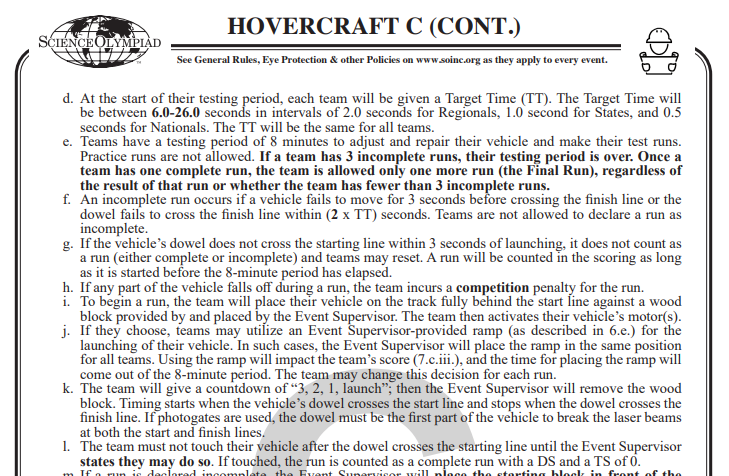 HOVERCRAFT C (CONT.)
SCIENCE OLYMPIAD
See General Rules, Eye Protection & other Policies on www.soinc.org as they apply to every event.
d. At the start of their testing period, each team will be given a Target Time (TT). The Target Time will
be between 6.0-26.0 seconds in intervals of 2.0 seconds for Regionals, 1.0 second for States, and 0.5
seconds for Nationals. The TT will be the same for all teams.
e. Teams have a testing period of 8 minutes to adjust and repair their vehicle and make their test runs.
Practice runs are not allowed. If a team has 3 incomplete runs, their testing period is over. Once a
team has one complete run, the team is allowed only one more run (the Final Run), regardless of
the result of that run or whether the team has fewer than 3 incomplete runs.
f. An incomplete run occurs if a vehicle fails to move for 3 seconds before crossing the finish line or the
dowel fails to cross the finish line within (2 x TT) seconds. Teams are not allowed to declare a run as
incomplete.
g. If the vehicle's dowel does not cross the starting line within 3 seconds of launching, it does not count as
a run (either complete or incomplete) and teams may reset. A run will be counted in the scoring as long
as it is started before the 8-minute period has elapsed.
h. If any part of the vehicle falls off during a run, the team incurs a competition penalty for the run.
i. To begin a run, the team will place their vehicle on the track fully behind the start line against a wood
block provided by and placed by the Event Supervisor. The team then activates their vehicle's motor(s).
j. If they choose, teams may utilize an Event Supervisor-provided ramp (as described in 6.e.) for the
launching of their vehicle. In such cases, the Event Supervisor will place the ramp in the same position
for all teams. Using the ramp will impact the team's score (7.c.iii.), and the time for placing the ramp will
come out of the 8-minute period. The team may change this decision for each run.
k. The team will give a countdown of "3, 2, 1, launch"; then the Event Supervisor will remove the wood
block. Timing starts when the vehicle's dowel crosses the start line and stops when the dowel crosses the
finish line. If photogates are used, the dowel must be the first part of the vehicle to break the laser beams
at both the start and finish lines.
l. The team must not touch their vehicle after the dowel crosses the starting line until the Event Supervisor
states they may do so. If touched, the run is counted as a complete run with a DS and a TS of 0.
m. If a run is declared incomplete, the Event Supervisor will place the starting block in front of the